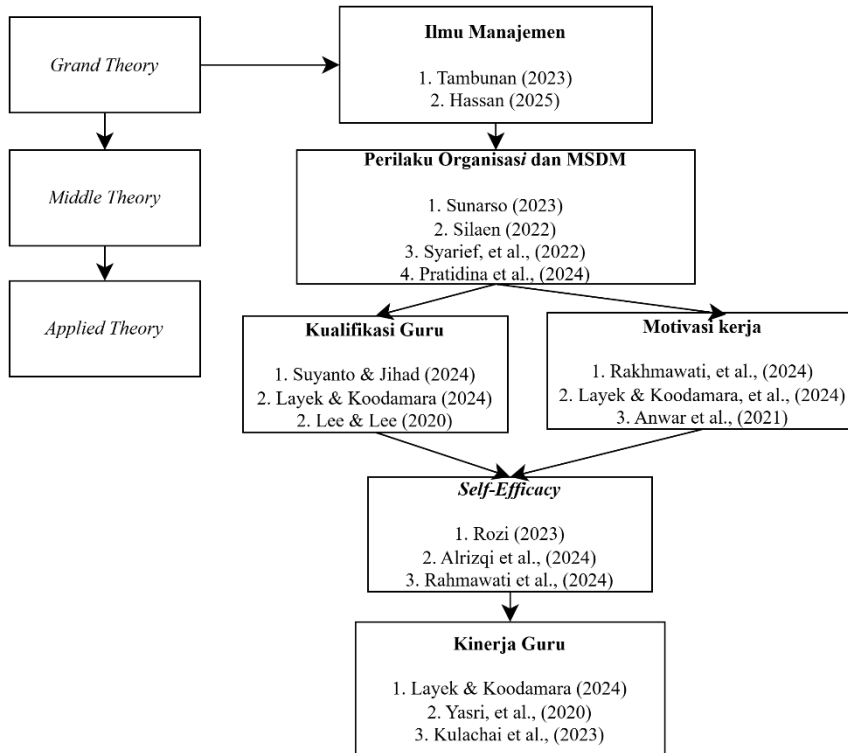 Grand Theory
Ilmu Manajemen
1. Tambunan (2023)
2. Hassan (2025)
Middle Theory
Perilaku Organisasi dan MSDM
1. Sunarso (2023)
2. Silaen (2022)
3. Syarief, et al., (2022)
4. Pratidina et al., (2024)
Applied Theory
Kualifikasi Guru
1. Suyanto & Jihad (2024)
2. Layek & Koodamara (2024)
2. Lee & Lee (2020)
Motivasi kerja
1. Rakhmawati, et al., (2024)
2. Layek & Koodamara, et al., (2024)
3. Anwar et al., (2021)
Self-Efficacy
1. Rozi (2023)
2. Alrizqi et al., (2024)
3. Rahmawati et al., (2024)
Kinerja Guru
1. Layek & Koodamara (2024)
2. Yasri, et al., (2020)
3. Kulachai et al., (2023)